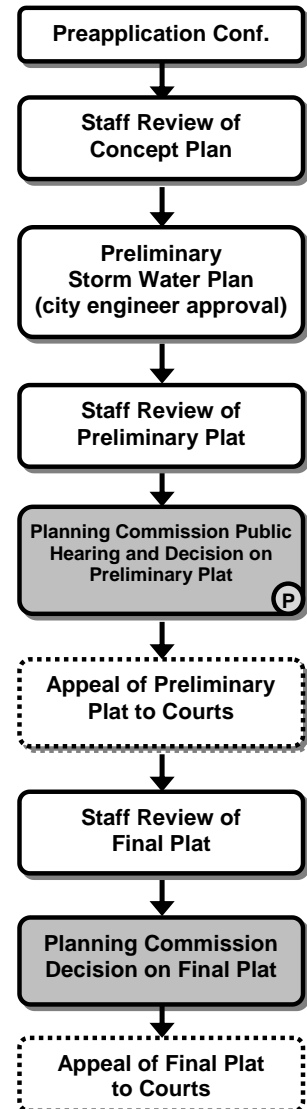 Preapplication Conf.
Staff Review of
Concept Plan
Preliminary
Storm Water Plan
(city engineer approval)
Staff Review of
Preliminary Plat
Planning Commission Public
Hearing and Decision on
Preliminary Plat
P
Appeal of Preliminary
Plat to Courts
Staff Review of
Final Plat
Planning Commission
Decision on Final Plat
Appeal of Final Plat
to Courts